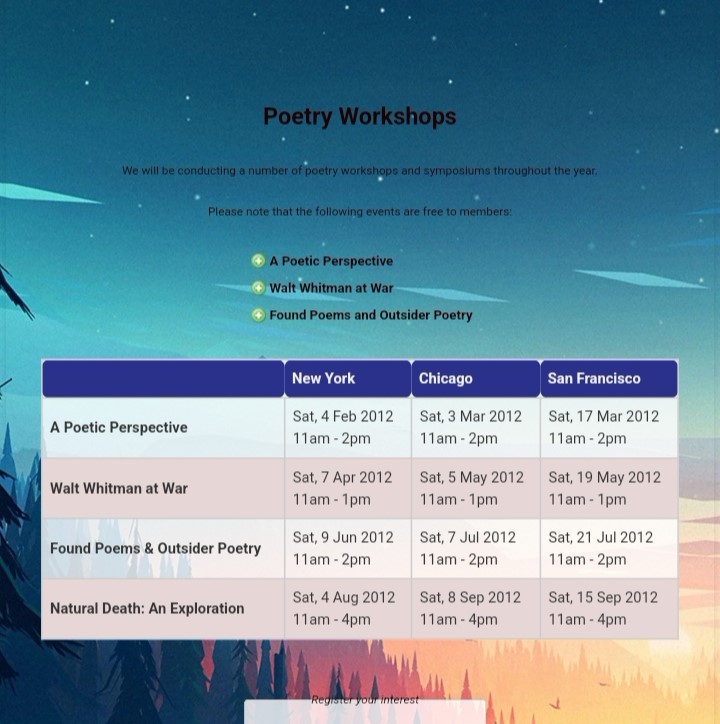 Poetry Workshops
We will be conducting a number of poetry workshops and symposiums throughout the year.
Please note that the following events are free to members:
A Poetic Perspective
Walt Whitman at War
Found Poems and Outsider Poetry
New York Chicago San Francisco
A Poetic Perspective
Sat, 4 Feb 2012 Sat, 3 Mar 2012 Sat, 17 Mar 2012
11am - 2pm 11am - 2pm 11am - 2pm
Walt Whitman at War
Sat, 7 Apr 2012 Sat, 5 May 2012 Sat, 19 May 2012
11am - 1pm 11am - 1pm 11am - 1pm
Found Poems & Outsider Poetry
Sat, 9 Jun 2012 Sat, 7 Jul 2012 Sat, 21 Jul 2012
11am - 2pm 11am - 2pm 11am - 2pm
Natural Death: An Exploration
Sat, 4 Aug 2012 Sat, 8 Sep 2012 Sat, 15 Sep 2012
11am - 4pm 11am - 4pm 11am - 4pm
Register your interest